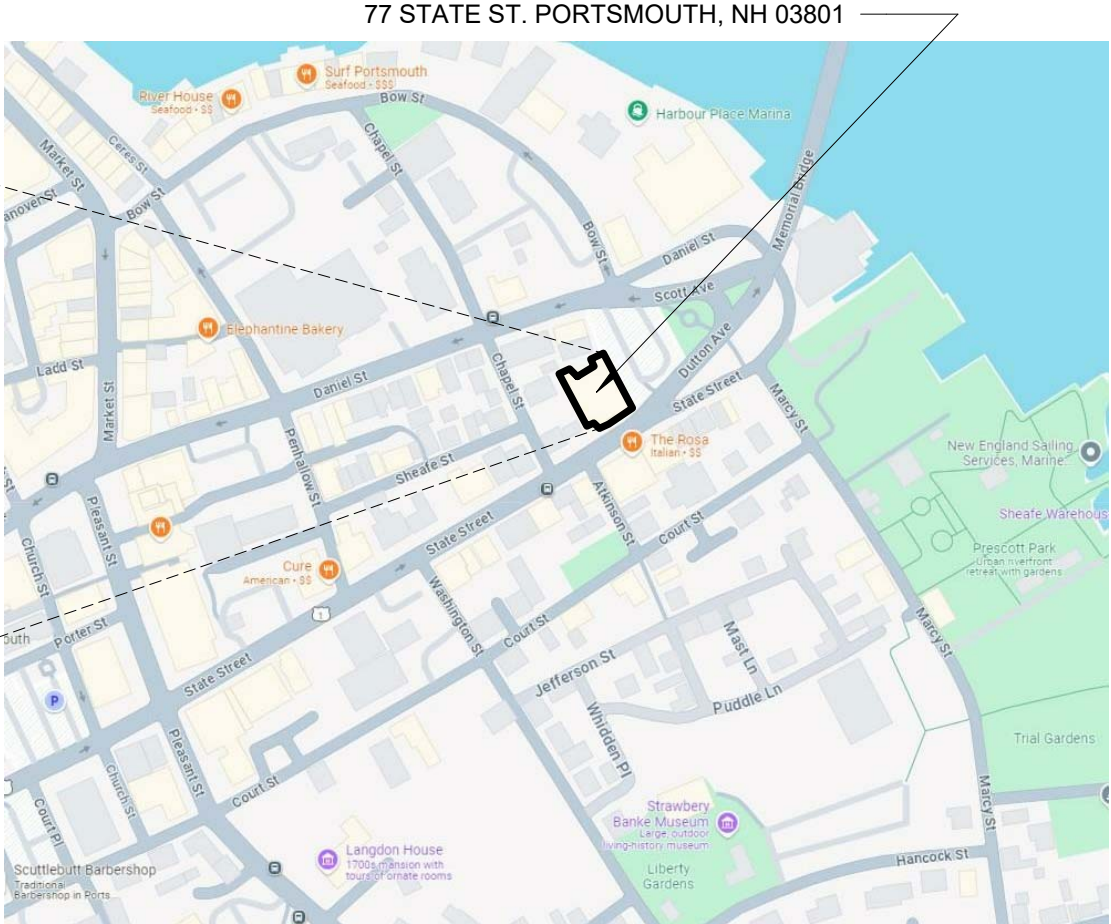 77 STATE ST. PORTSMOUTH, NH 03801
Surf Portsmouth
Seafood · $$$
River House
Seafood · $$
Bow St
Harbour Place Marina
Ceres St
Chapel St
Market St
Memorial Bridge
anover St
Bow St
Bow St
Daniel St
Scott Ave
Elephantine Bakery
Dutton Ave
Ladd St
Daniel St
Chapel St
State Street
Marcy St
Market St
Penhallow St
The Rosa
Italian · $$
New England Sailing
Services, Marine...
Sheafe St
Atkinson St
Court St
Sheafe Warehous
Pleasant St
State Street
Church St
Prescott Park
Urban riverfront
retreat with gardens
Cure
American · $$
1
Washington St
Court St
Marcy St
Porter St
outh
Mast Ln
Jefferson St
State Street
Puddle Ln
P
Whidden Pl
Trial Gardens
Pleasant St
Church St
Court St
Marcy St
Court Pl
Strawbery
Banke Museum
Large, outdoor
living-history museum
Langdon House
1700s mansion with
tours of ornate rooms
Hancock St
Scuttlebutt Barbershop
Traditional
Barbershop in Ports...
Liberty
Gardens